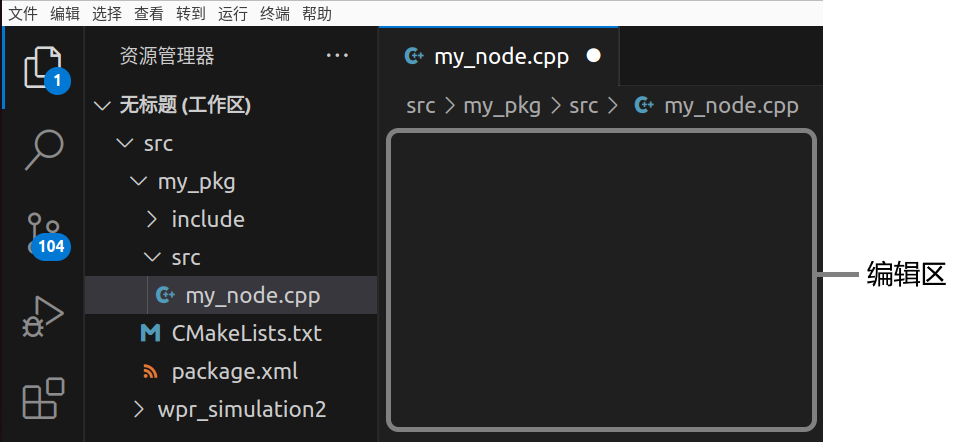 文件 编辑 选择 查看 转到 运行 终端 帮助
资源管理器 ···
my_node.cpp
src > my_pkg > src > my_node.cpp
1
无标题 (工作区)
src
my_pkg
include
104
src
my_node.cpp
CMakeLists.txt
package.xml
wpr_simulation2
编辑区